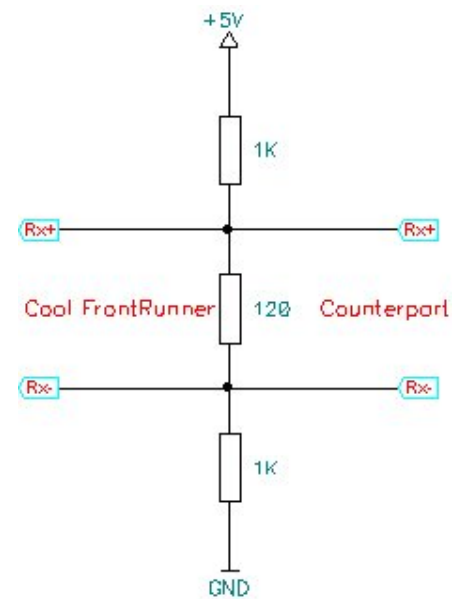 +5V
1K
Rx+ Rx+
Cool FrontRunner 120 Counterpart
Rx- Rx-
1K
GND